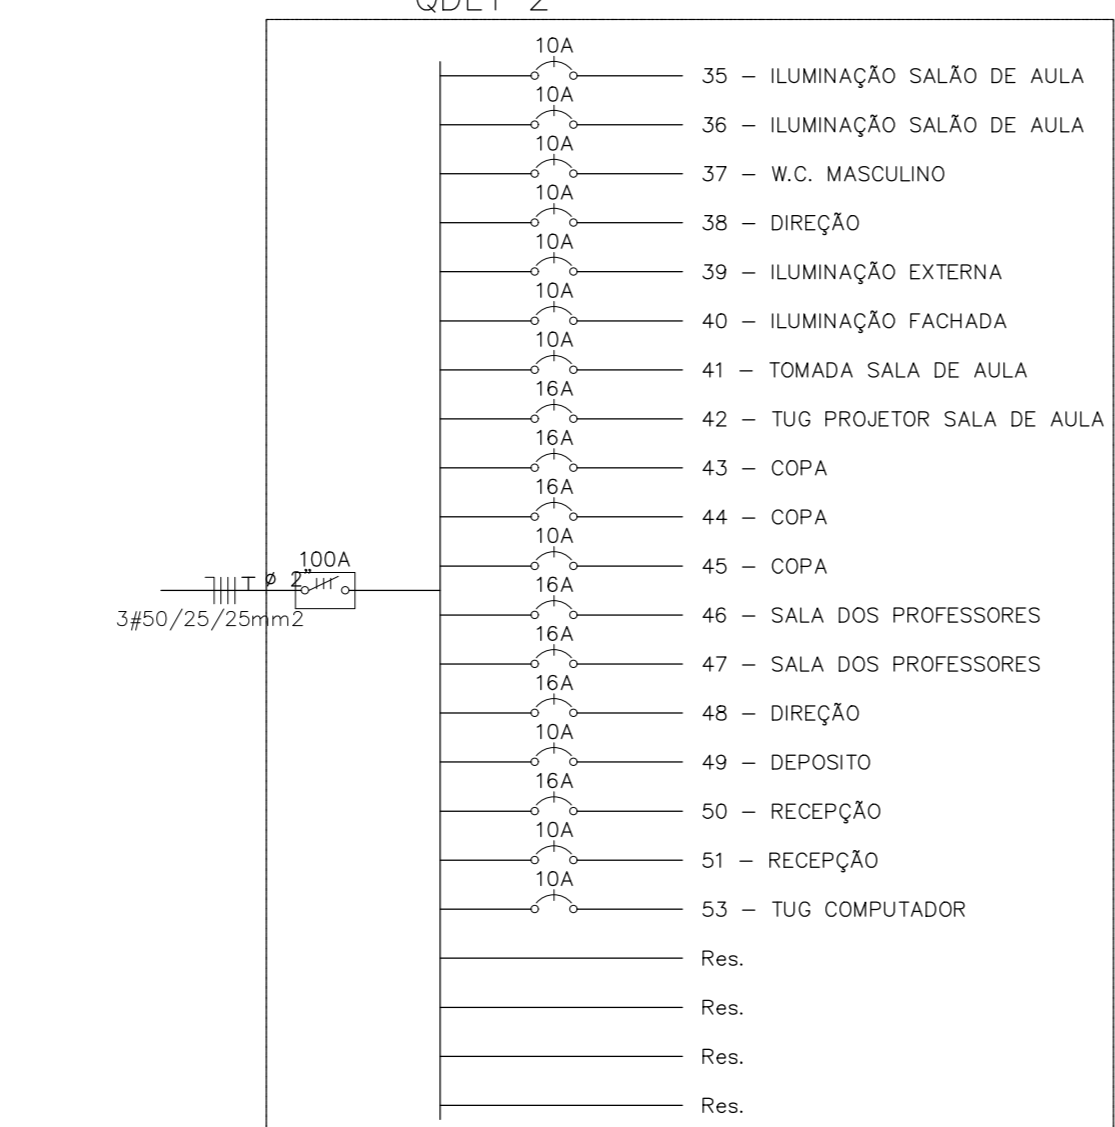 QDLT 2
10A
35 – ILUMINAÇÃO SALÃO DE AULA
10A
36 – ILUMINAÇÃO SALÃO DE AULA
10A
37 – W.C. MASCULINO
10A
38 – DIREÇÃO
10A
39 – ILUMINAÇÃO EXTERNA
10A
40 – ILUMINAÇÃO FACHADA
10A
41 – TOMADA SALA DE AULA
16A
42 – TUG PROJETOR SALA DE AULA
16A
43 – COPA
16A
44 – COPA
10A
45 – COPA
100A
ø 2"
3#50/25/25mm2
16A
46 – SALA DOS PROFESSORES
16A
47 – SALA DOS PROFESSORES
16A
48 – DIREÇÃO
10A
49 – DEPOSITO
16A
50 – RECEPÇÃO
10A
51 – RECEPÇÃO
10A
53 – TUG COMPUTADOR
Res.
Res.
Res.
Res.